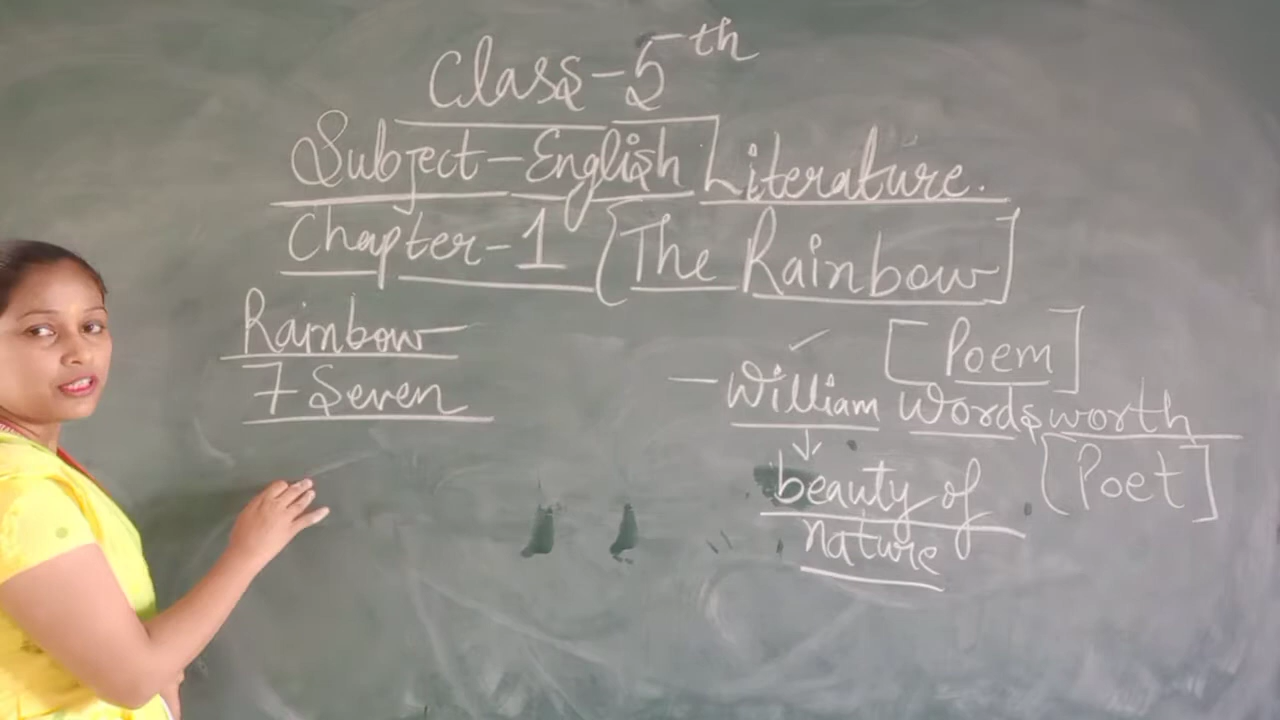 Class-5th
Subject-English Literature.
Chapter-1 [The Rainbow]
Rainbow-
7 Seven
[Poem]
- William Wordsworth
[Poet]
beauty of
nature